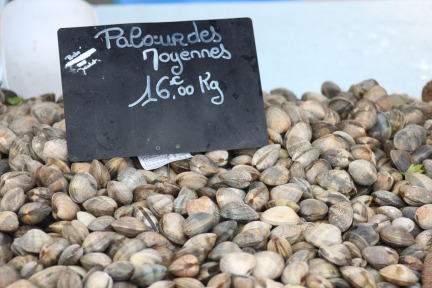 Palourdes
Moyennes
16€,00 Kg